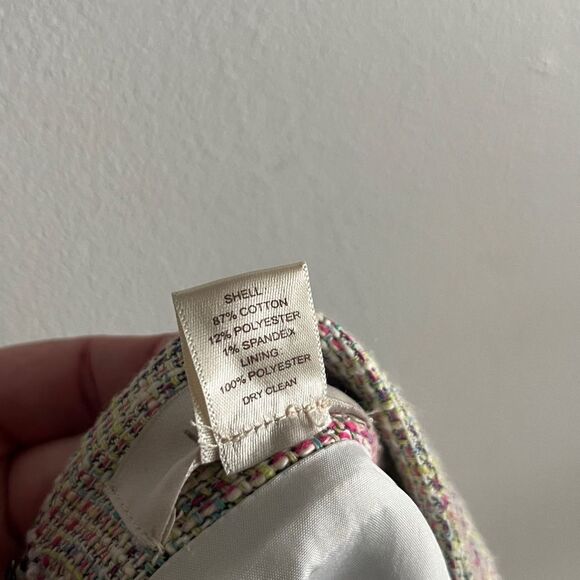 SHELL
87% COTTON
12% POLYESTER
1% SPANDEX
LINING
100% POLYESTER
DRY CLEAN